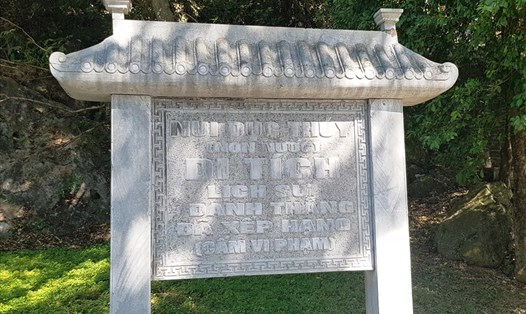 NÚI DỤC THÚY
(NON NƯỚC)
DI TÍCH
LỊCH SỬ
DANH THẮNG
ĐÃ XẾP HẠNG
(CẤM VI PHẠM)